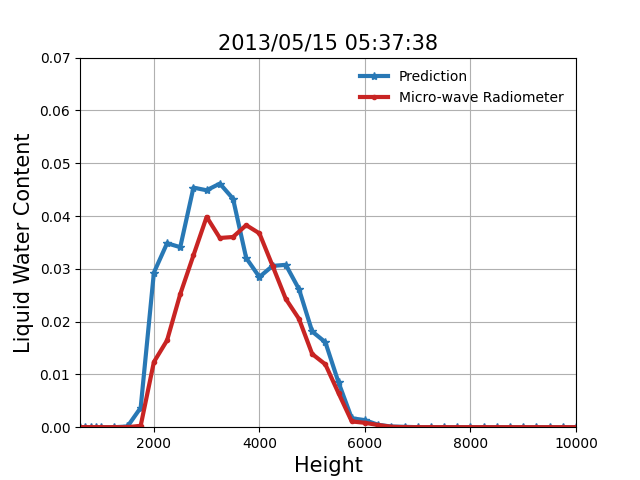 2013/05/15 05:37:38
Prediction
Micro-wave Radiometer
Liquid Water Content
0.07
0.06
0.05
0.04
0.03
0.02
0.01
0.00
2000 4000 6000 8000 10000
Height